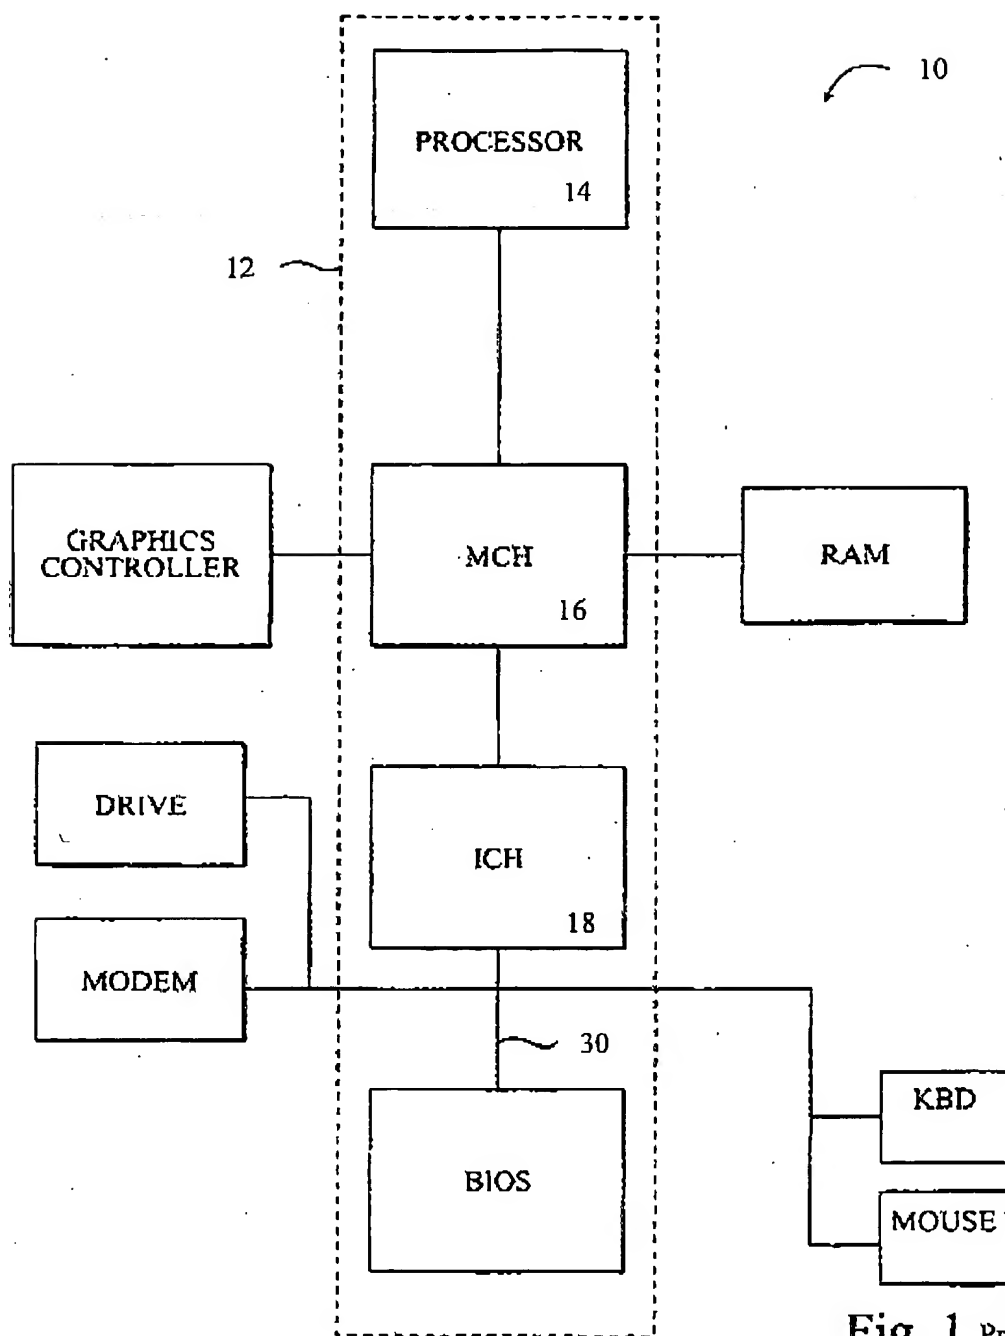 10
PROCESSOR
14
12
GRAPHICS
CONTROLLER
MCH
16
RAM
DRIVE
ICH
18
MODEM
30
KBD
BIOS
MOUSE
Fig. 1